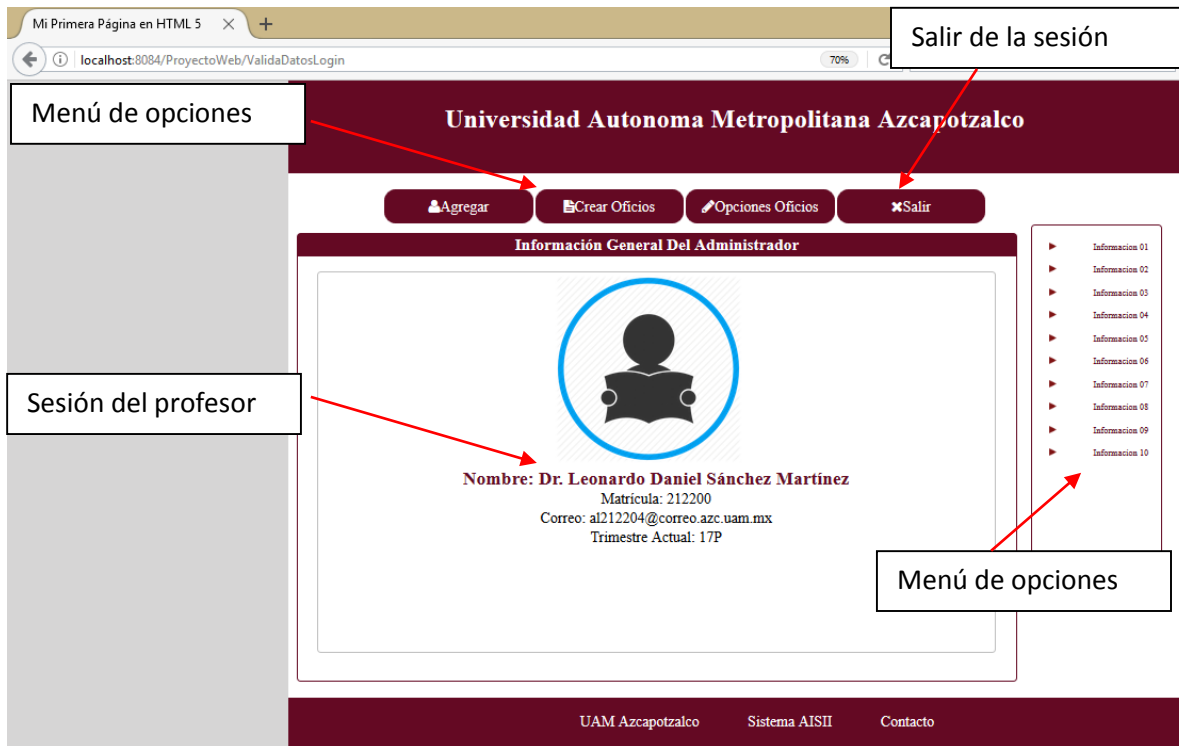 Mi Primera Página en HTML 5
localhost:8084/ProyectoWeb/ValidaDatosLogin
70%
Salir de la sesión
Menú de opciones
Universidad Autonoma Metropolitana Azcapotzalco
Agregar
Crear Oficios
Opciones Oficios
Salir
Información General Del Administrador
Informacion 01
Informacion 02
Informacion 03
Informacion 04
Informacion 05
Informacion 06
Informacion 07
Informacion 08
Informacion 09
Informacion 10
Sesión del profesor
Nombre: Dr. Leonardo Daniel Sánchez Martínez
Matrícula: 212200
Correo: al212204@correo.azc.uam.mx
Trimestre Actual: 17P
Menú de opciones
UAM Azcapotzalco
Sistema AISII
Contacto